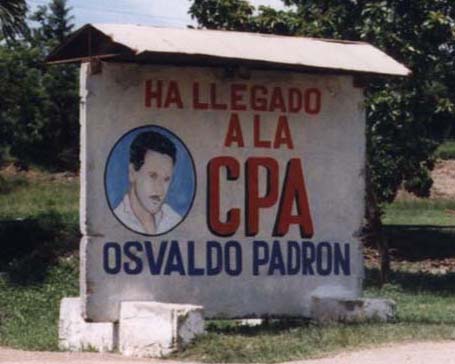 HA LLEGADO
A LA
CPA
OSVALDO PADRON